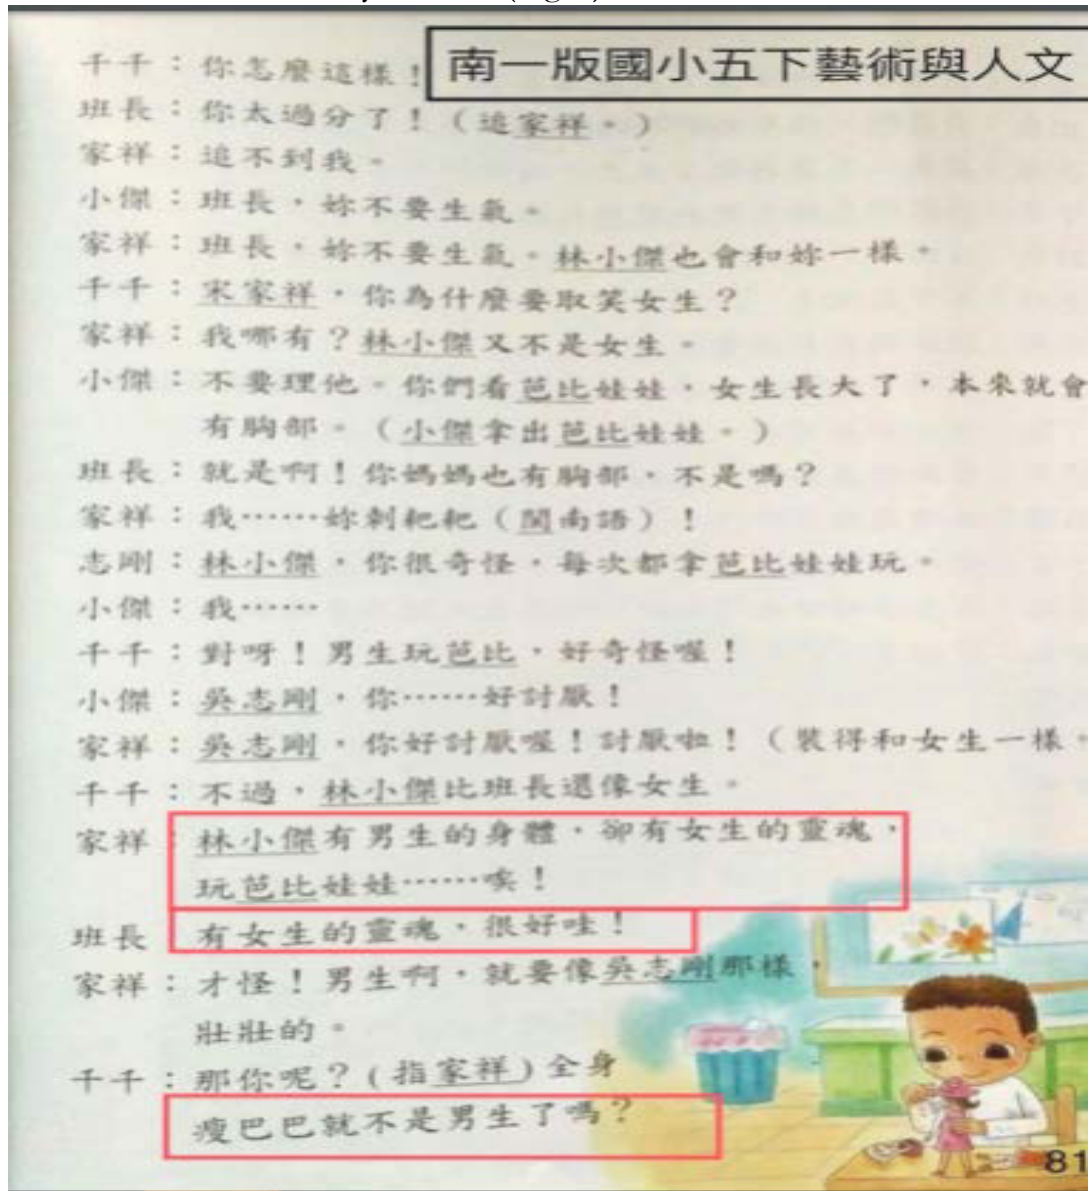 南一版國小五下藝術與人文
千千：你怎麼這樣！
班長：你太過分了！（追家祥。）
家祥：追不到我。
小傑：班長，妳不要生氣。
家祥：班長，妳不要生氣。林小傑也會和妳一樣。
千千：宋家祥，你為什麼要取笑女生？
家祥：我哪有？林小傑又不是女生。
小傑：不要理他。你們看芭比娃娃，女生長大了，本來就會
有胸部。（小傑拿出芭比娃娃。）
班長：就是啊！你媽媽也有胸部，不是嗎？
家祥：我……妳剩耙耙（閩南語）！
志剛：林小傑，你很奇怪，每次都拿芭比娃娃玩。
小傑：我……
千千：對呀！男生玩芭比，好奇怪喔！
小傑：吳志剛，你……好討厭！
家祥：吳志剛，你好討厭喔！討厭啦！（裝得和女生一樣。
千千：不過，林小傑比班長還像女生。
家祥：林小傑有男生的身體，卻有女生的靈魂，
玩芭比娃娃……唉！
班長 有女生的靈魂，很好哇！
家祥：才怪！男生啊，就要像吳志剛那樣，
壯壯的。
千千：那你呢？(指家祥)全身
瘦巴巴就不是男生了嗎？
81